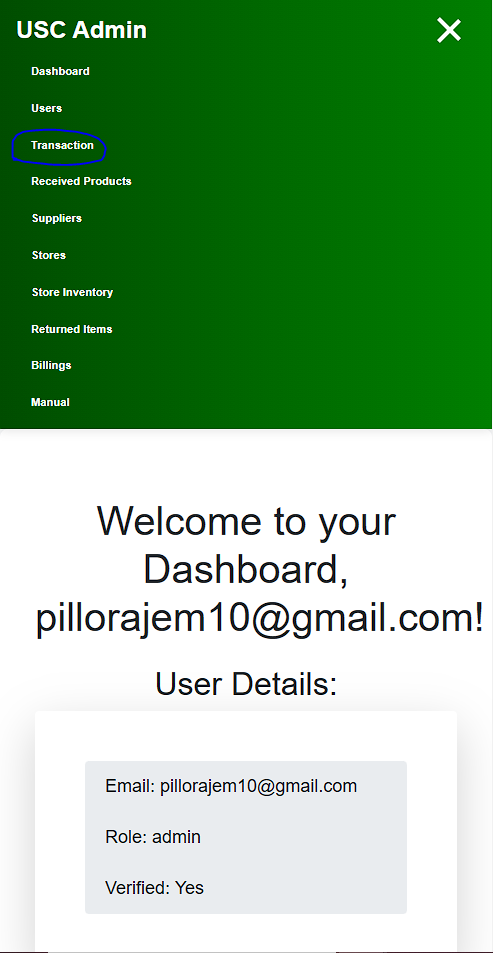 USC Admin
Dashboard
Users
Transaction
Received Products
Suppliers
Stores
Store Inventory
Returned Items
Billings
Manual
Welcome to your
Dashboard,
pillorajem10@gmail.com!
User Details:
Email: pillorajem10@gmail.com
Role: admin
Verified: Yes